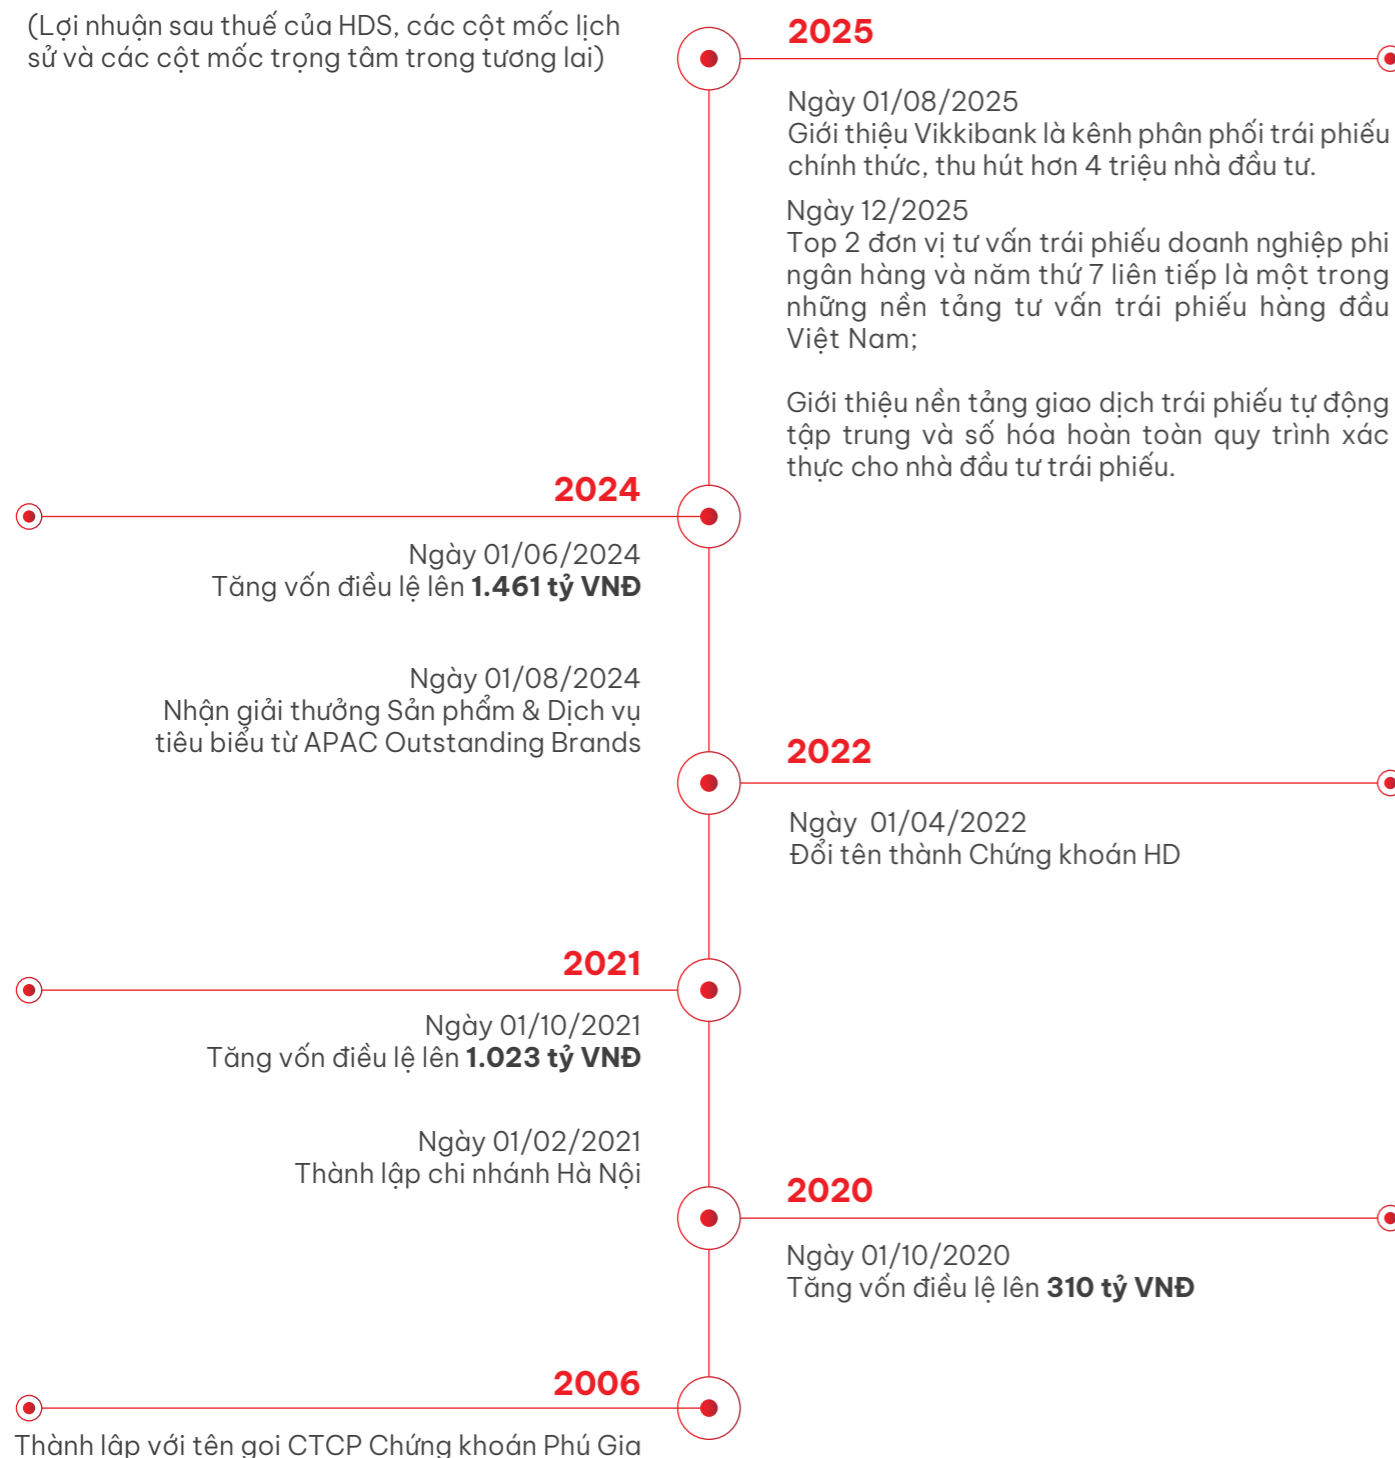 (Lợi nhuận sau thuế của HDS, các cột mốc lịch
sử và các cột mốc trọng tâm trong tương lai)
2025
Ngày 01/08/2025
Giới thiệu Vikkibank là kênh phân phối trái phiếu
chính thức, thu hút hơn 4 triệu nhà đầu tư.
Ngày 12/2025
Top 2 đơn vị tư vấn trái phiếu doanh nghiệp phi
ngân hàng và năm thứ 7 liên tiếp là một trong
những nền tảng tư vấn trái phiếu hàng đầu
Việt Nam;
Giới thiệu nền tảng giao dịch trái phiếu tự động
tập trung và số hóa hoàn toàn quy trình xác
thực cho nhà đầu tư trái phiếu.
2024
Ngày 01/06/2024
Tăng vốn điều lệ lên 1.461 tỷ VNĐ
Ngày 01/08/2024
Nhận giải thưởng Sản phẩm & Dịch vụ
tiêu biểu từ APAC Outstanding Brands
2022
Ngày 01/04/2022
Đổi tên thành Chứng khoán HD
2021
Ngày 01/10/2021
Tăng vốn điều lệ lên 1.023 tỷ VNĐ
Ngày 01/02/2021
Thành lập chi nhánh Hà Nội
2020
Ngày 01/10/2020
Tăng vốn điều lệ lên 310 tỷ VNĐ
2006
Thành lập với tên gọi CTCP Chứng khoán Phú Gia